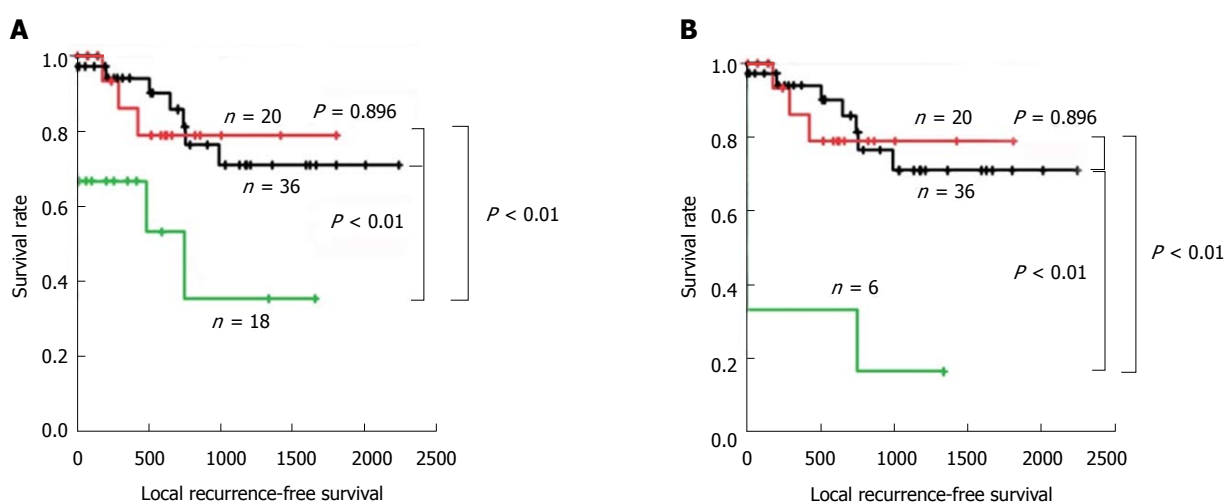 A
Survival rate
1.0
0.8
0.6
0.4
0.2
0.0
n = 20
P = 0.896
n = 36
P < 0.01
P < 0.01
n = 18
0 500 1000 1500 2000 2500
Local recurrence-free survival
B
Survival rate
1.0
0.8
0.6
0.4
0.2
0.0
n = 20
P = 0.896
n = 36
P < 0.01
P < 0.01
n = 6
0 500 1000 1500 2000 2500
Local recurrence-free survival